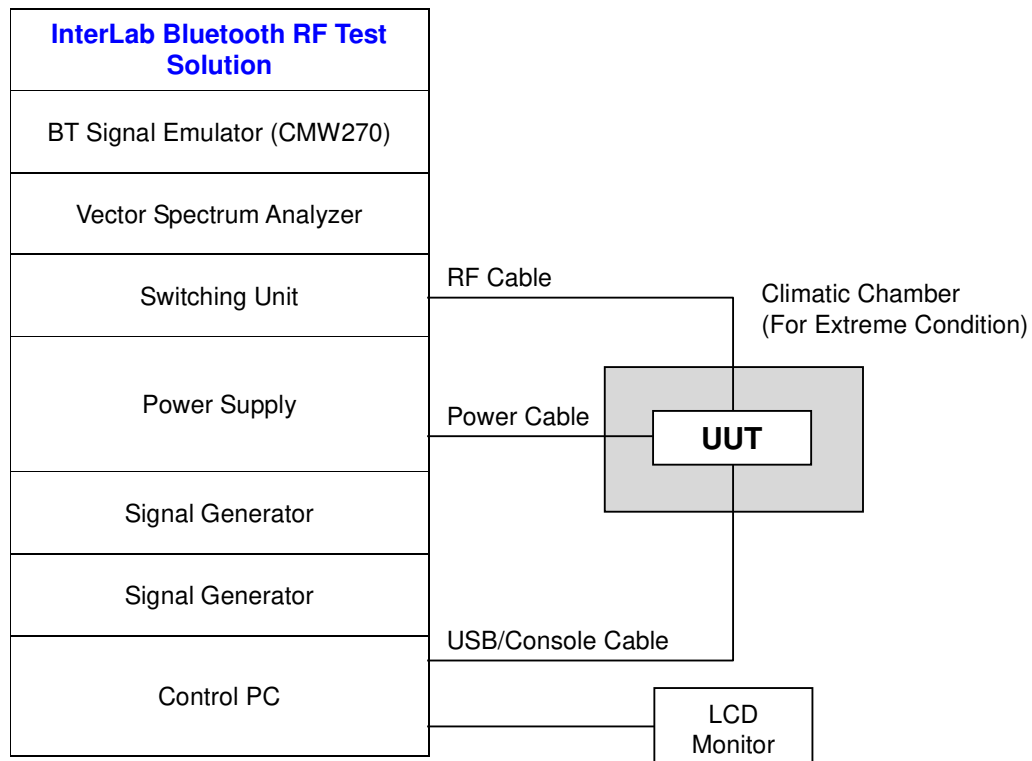 InterLab Bluetooth RF Test
Solution
BT Signal Emulator (CMW270)
Vector Spectrum Analyzer
Switching Unit
Power Supply
Signal Generator
Signal Generator
Control PC
RF Cable
Power Cable
USB/Console Cable
Climatic Chamber
(For Extreme Condition)
UUT
LCD
Monitor